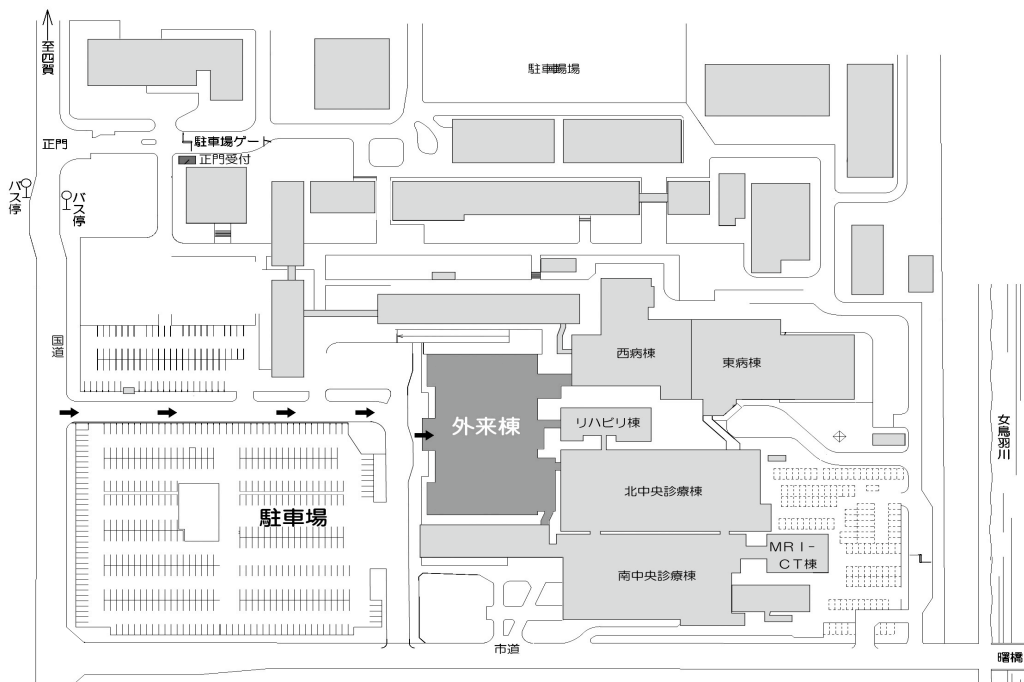 至四賀
駐車場場
正門
駐車場ゲート
正門受付
バス停
バス停
国道
西病棟
東病棟
外来棟
リハビリ棟
女鳥羽川
北中央診療棟
駐車場
MRI-
CT棟
南中央診療棟
市道
曙橋